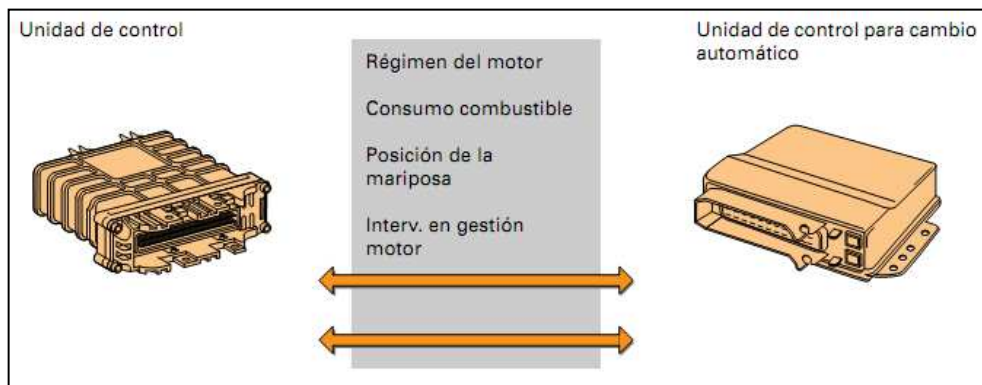 Unidad de control
Régimen del motor
Consumo combustible
Posición de la
mariposa
Interv. en gestión
motor
Unidad de control para cambio
automático